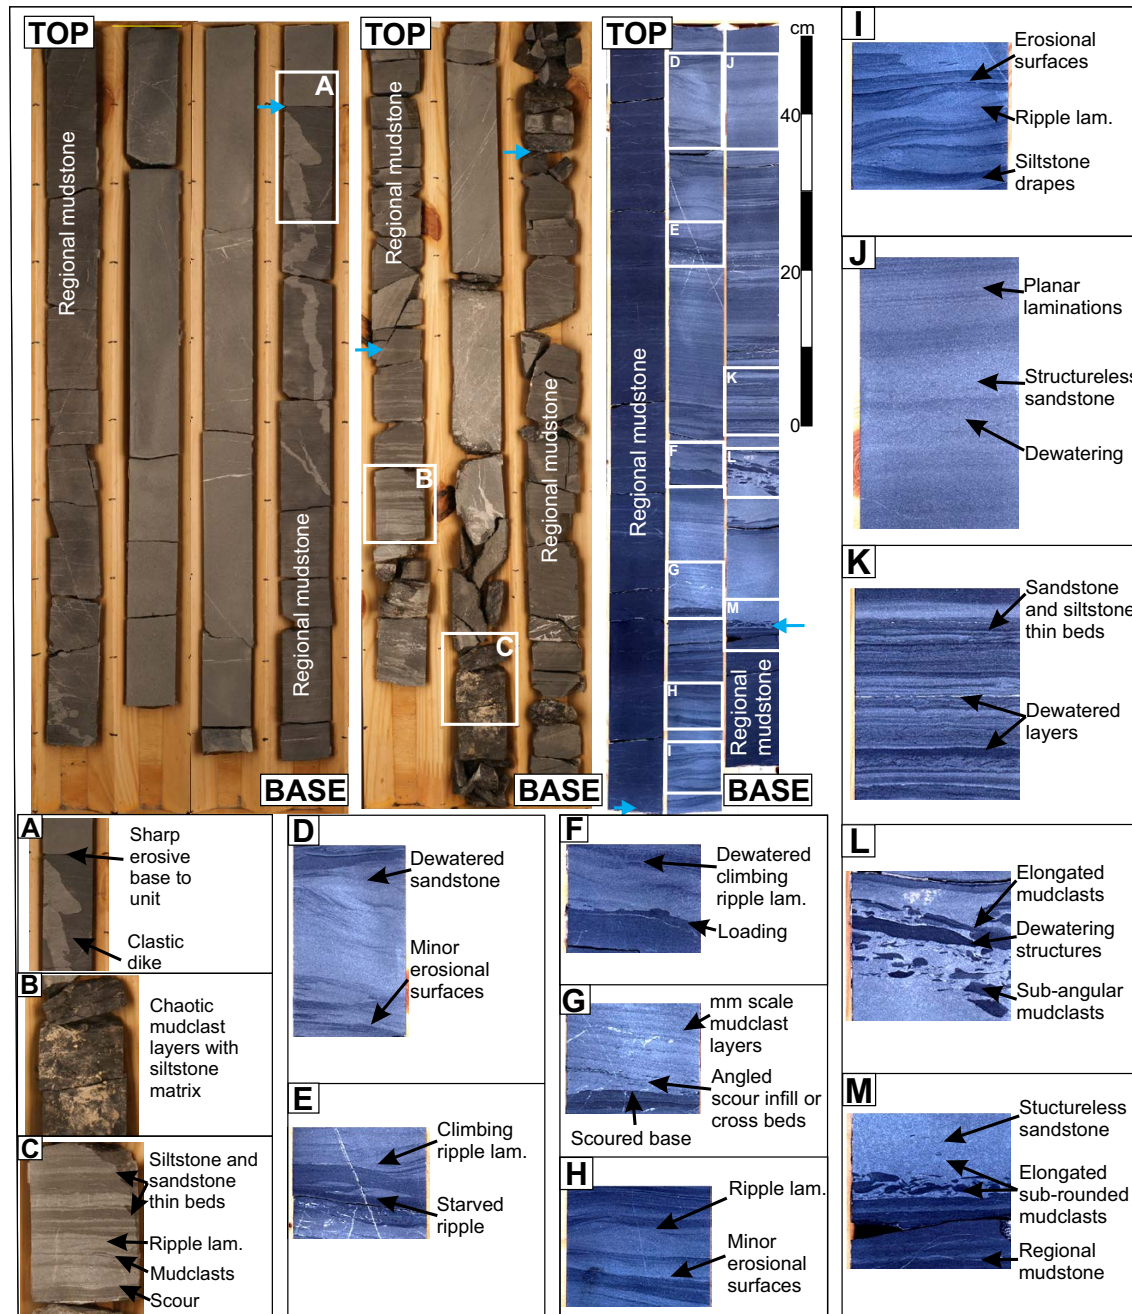 TOP
Regional mudstone
A
Regional mudstone
BASE
TOP
Regional mudstone
B
C
Regional mudstone
BASE
TOP
Regional mudstone
D
E
F
G
H
I
J
K
L
M
Regional
mudstone
BASE
cm
40
20
0
I
Erosional
surfaces
Ripple lam.
Siltstone
drapes
J
Planar
laminations
Structureless
sandstone
Dewatering
K
Sandstone
and siltstone
thin beds
Dewatered
layers
L
Elongated
mudclasts
Dewatering
structures
Sub-angular
mudclasts
M
Stuctureless
sandstone
Elongated
sub-rounded
mudclasts
Regional
mudstone
A
Sharp
erosive
base to
unit
Clastic
dike
B
Chaotic
mudclast
layers with
siltstone
matrix
C
Siltstone and
sandstone
thin beds
Ripple lam.
Mudclasts
Scour
D
Dewatered
sandstone
Minor
erosional
surfaces
E
Climbing
ripple lam.
Starved
ripple
F
Dewatered
climbing
ripple lam.
Loading
G
mm scale
mudclast
layers
Angled
scour infill or
cross beds
Scoured base
H
Ripple lam.
Minor
erosional
surfaces